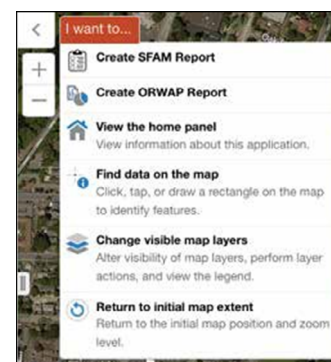 I want to...
Create SFAM Report
Create ORWAP Report
View the home panel
View information about this application.
Find data on the map
Click, tap, or draw a rectangle on the map
to identify features.
Change visible map layers
Alter visibility of map layers, perform layer
actions, and view the legend.
Return to initial map extent
Return to the initial map position and zoom
level.